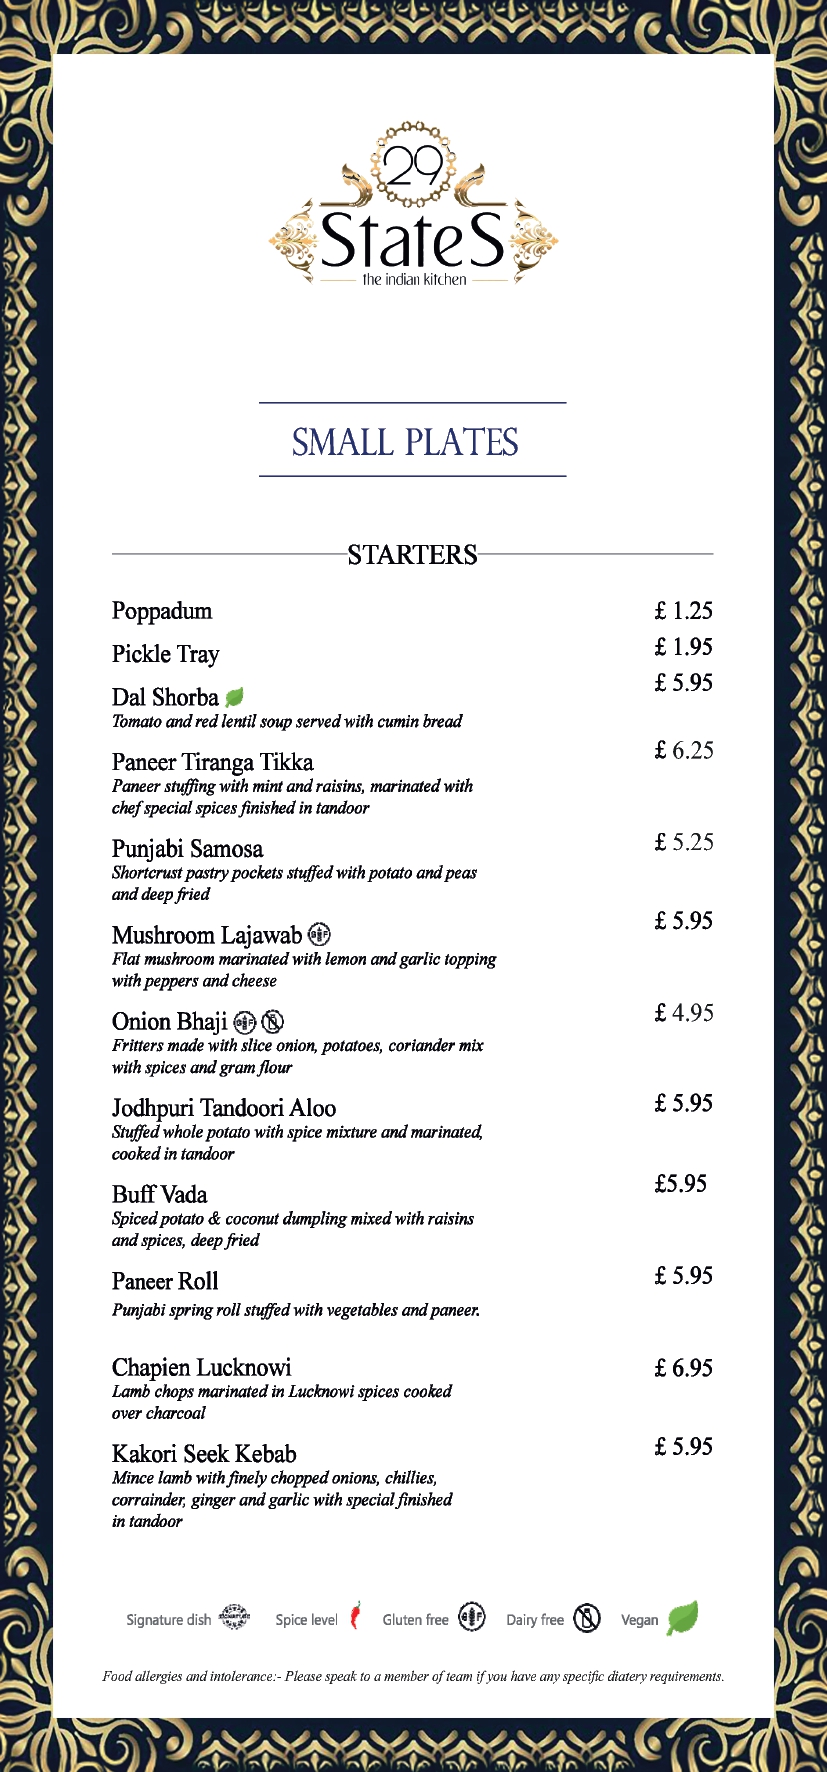 29
StateS
the indian kitchen
SMALL PLATES
STARTERS
Poppadum £ 1.25
Pickle Tray £ 1.95
Dal Shorba £ 5.95
Tomato and red lentil soup served with cumin bread
Paneer Tiranga Tikka £ 6.25
Paneer stuffing with mint and raisins, marinated with
chef special spices finished in tandoor
Punjabi Samosa £ 5.25
Shortcrust pastry pockets stuffed with potato and peas
and deep fried
Mushroom Lajawab GF £ 5.95
Flat mushroom marinated with lemon and garlic topping
with peppers and cheese
Onion Bhaji GF £ 4.95
Fritters made with slice onion, potatoes, coriander mix
with spices and gram flour
Jodhpuri Tandoori Aloo £ 5.95
Stuffed whole potato with spice mixture and marinated,
cooked in tandoor
Buff Vada £5.95
Spiced potato & coconut dumpling mixed with raisins
and spices, deep fried
Paneer Roll £ 5.95
Punjabi spring roll stuffed with vegetables and paneer.
Chapien Lucknowi £ 6.95
Lamb chops marinated in Lucknowi spices cooked
over charcoal
Kakori Seek Kebab £ 5.95
Mince lamb with finely chopped onions, chillies,
corrainder, ginger and garlic with special finished
in tandoor
Signature dish SIGNATURE Spice level Gluten free GF Dairy free Vegan
Food allergies and intolerance:- Please speak to a member of team if you have any specific diatery requirements.